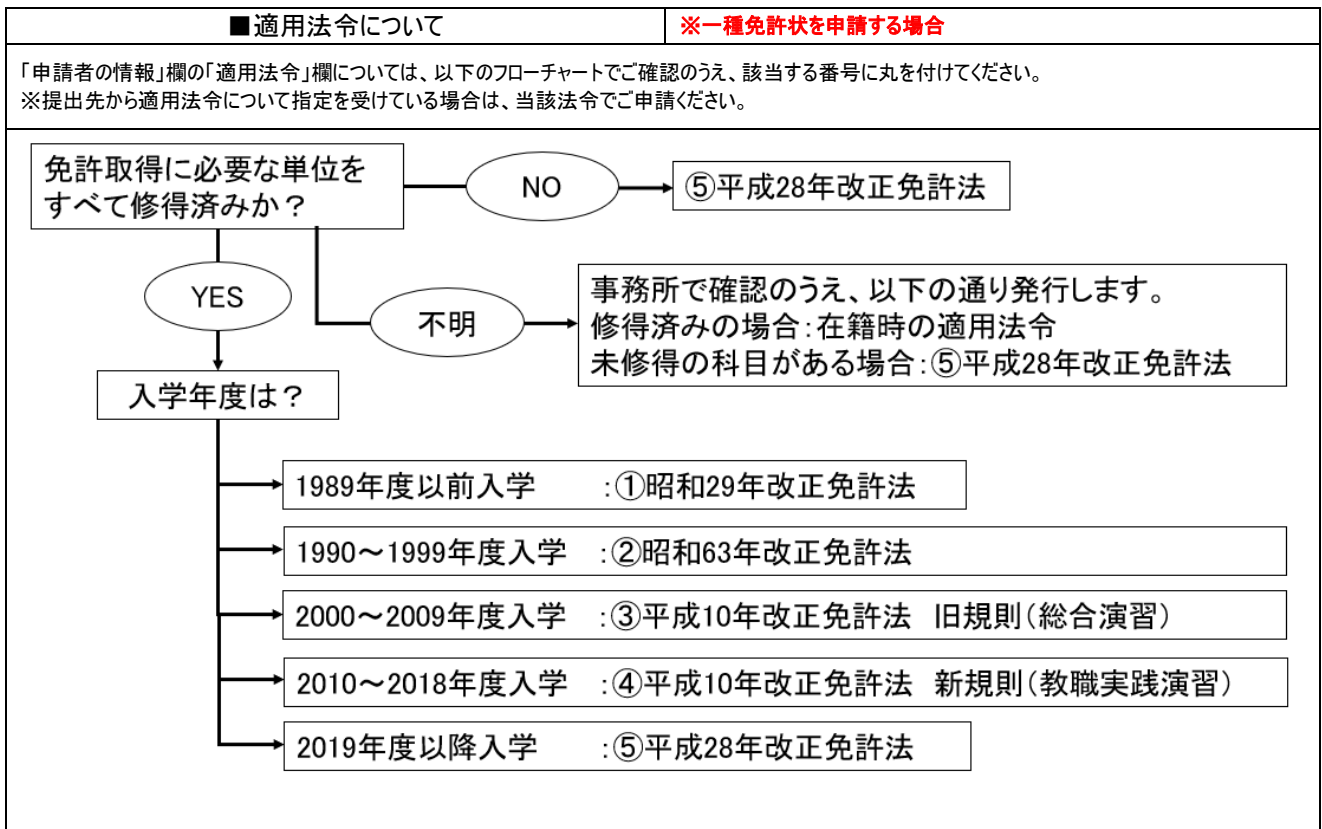 ■適用法令について
※一種免許状を申請する場合
「申請者の情報」欄の「適用法令」欄については、以下のフローチャートでご確認のうえ、該当する番号に丸を付けてください。
※提出先から適用法令について指定を受けている場合は、当該法令でご申請ください。
免許取得に必要な単位を
すべて修得済みか？
NO
⑤平成28年改正免許法
YES
不明
事務所で確認のうえ、以下の通り発行します。
修得済みの場合：在籍時の適用法令
未修得の科目がある場合：⑤平成28年改正免許法
入学年度は？
1989年度以前入学　　：①昭和29年改正免許法
1990～1999年度入学　：②昭和63年改正免許法
2000～2009年度入学　：③平成10年改正免許法　旧規則（総合演習）
2010～2018年度入学　：④平成10年改正免許法　新規則（教職実践演習）
2019年度以降入学　　：⑤平成28年改正免許法